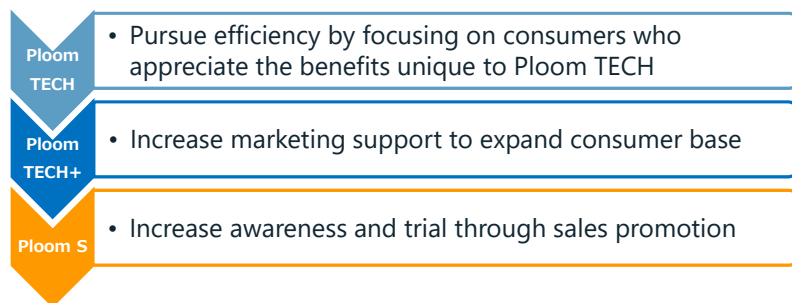 Ploom
TECH
• Pursue efficiency by focusing on consumers who
appreciate the benefits unique to Ploom TECH
Ploom
TECH+
• Increase marketing support to expand consumer base
Ploom S
• Increase awareness and trial through sales promotion